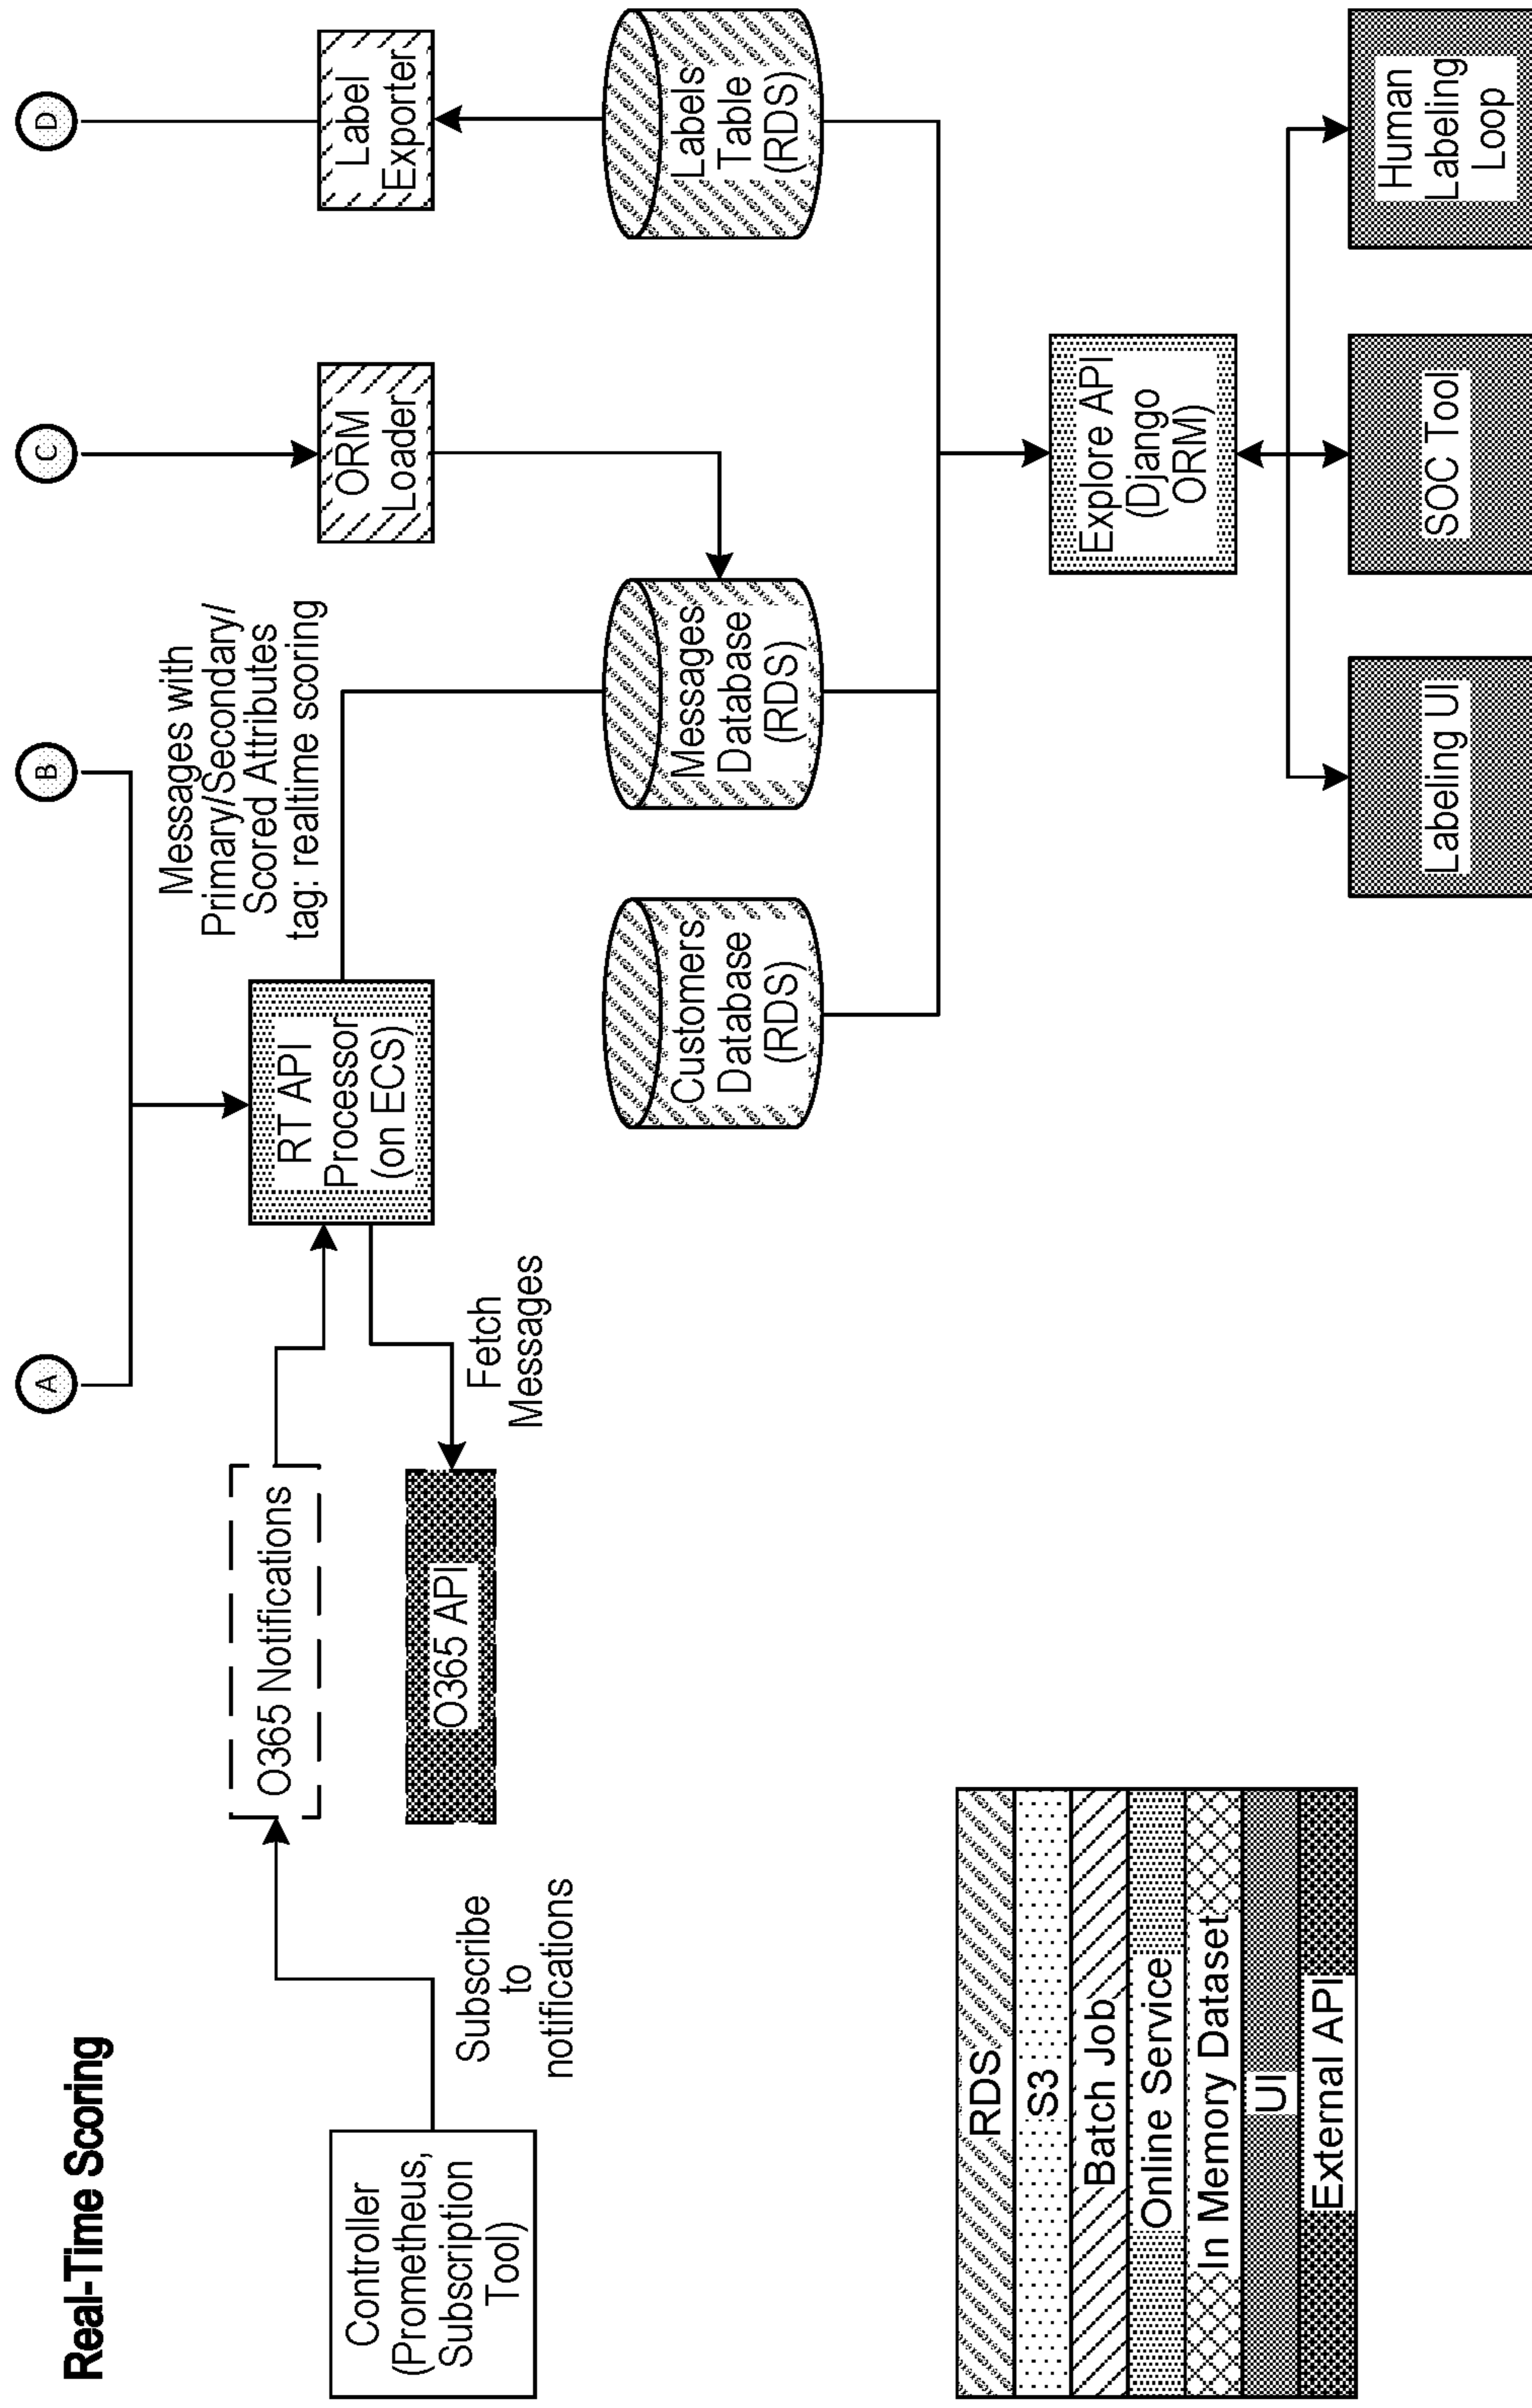 Real-Time Scoring
A
B
C
D
Controller
(Prometheus,
Subscription
Tool)
Subscribe
to
notifications
O365 Notifications
O365 API
Fetch
Messages
RT API
Processor
(on ECS)
Messages with
Primary/Secondary/
Scored Attributes
tag: realtime scoring
ORM
Loader
Label
Exporter
Customers
Database
(RDS)
Messages
Database
(RDS)
Labels
Table
(RDS)
Explore API
(Django
ORM)
Labeling UI
SOC Tool
Human
Labeling
Loop
RDS
S3
Batch Job
Online Service
In Memory Dataset
UI
External API